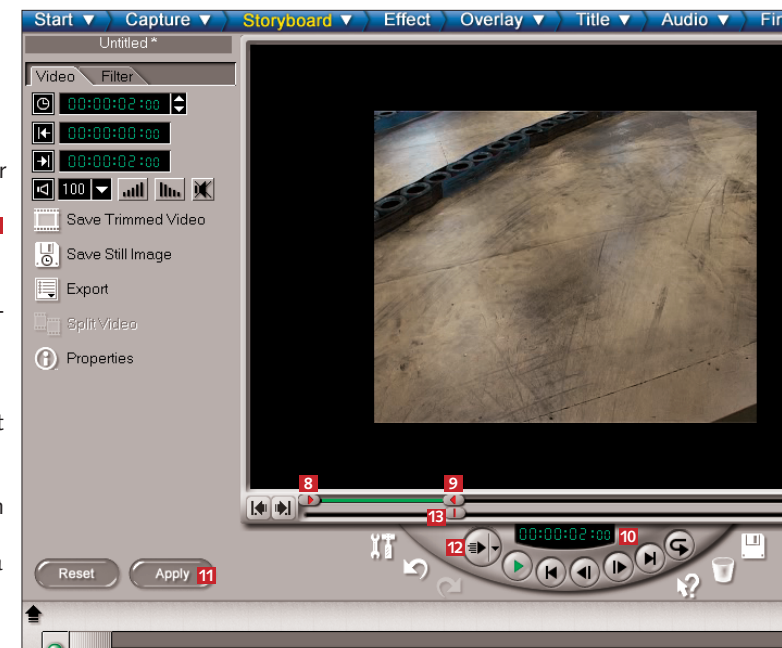 Start ▼ Capture ▼ Storyboard ▼ Effect Overlay ▼ Title ▼ Audio ▼ Fin
Untitled *
Video Filter
00:00:02:00
00:00:00:00
r
00:00:02:00
100
Save Trimmed Video
Save Still Image
Export
Split Video
Properties
t
8 9
13
n
00:00:02:00 10
12
a
Reset Apply 11